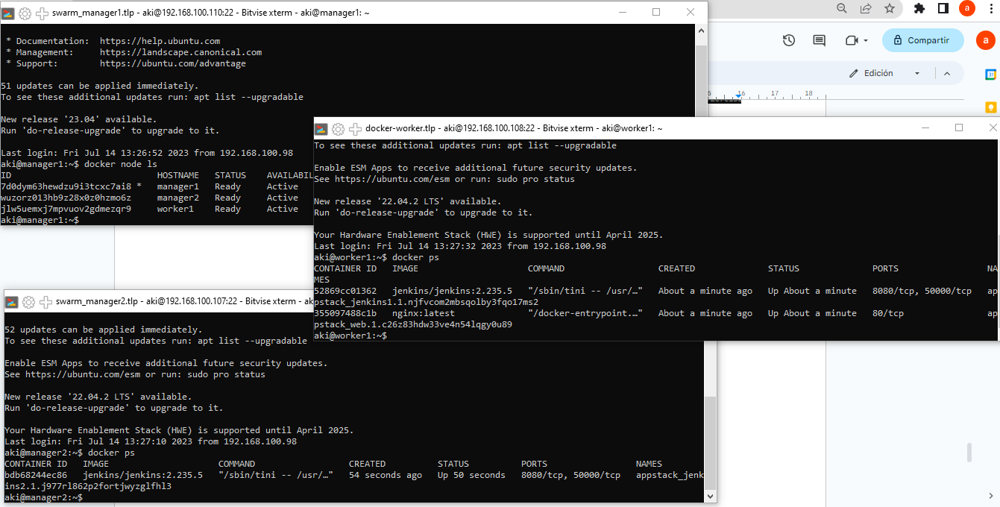 swarm_manager1.tlp - aki@192.168.100.110:22 - Bitvise xterm - aki@manager1: ~
* Documentation:  https://help.ubuntu.com
* Management:     https://landscape.canonical.com
* Support:        https://ubuntu.com/advantage
51 updates can be applied immediately.
To see these additional updates run: apt list --upgradable
New release '23.04' available.
Run 'do-release-upgrade' to upgrade to it.
Last login: Fri Jul 14 13:26:52 2023 from 192.168.100.98
aki@manager1:~$ docker node ls
ID HOSTNAME STATUS AVAILABIL
7d0dym63hewdzu9i3tcxc7ai8 * manager1 Ready Active
wuzorz013hb9z28x0z0hzmo6z manager2 Ready Active
jlw5uemxj7mpvuov2gdmezqr9 worker1 Ready Active
aki@manager1:~$
a
Compartir
a
Edición
31
16 17 18
docker-worker.tlp - aki@192.168.100.108:22 - Bitvise xterm - aki@worker1: ~
To see these additional updates run: apt list --upgradable
Enable ESM Apps to receive additional future security updates.
See https://ubuntu.com/esm or run: sudo pro status
New release '22.04.2 LTS' available.
Run 'do-release-upgrade' to upgrade to it.
Your Hardware Enablement Stack (HWE) is supported until April 2025.
Last login: Fri Jul 14 13:27:32 2023 from 192.168.100.98
aki@worker1:~$ docker ps
CONTAINER ID IMAGE COMMAND CREATED STATUS PORTS NA
MES
52869cc01362 jenkins/jenkins:2.235.5 "/sbin/tini -- /usr/…" About a minute ago Up About a minute 8080/tcp, 50000/tcp ap
pstack_jenkins1.1.njfvcom2mbsqolby3fqo17ms2
355097488c1b nginx:latest "/docker-entrypoint.…" About a minute ago Up About a minute 80/tcp ap
pstack_web.1.c26z83hdw33ve4n54lqgy0u89
aki@worker1:~$
swarm_manager2.tlp - aki@192.168.100.107:22 - Bitvise xterm - ak
52 updates can be applied immediately.
To see these additional updates run: apt list --upgradable
Enable ESM Apps to receive additional future security updates.
See https://ubuntu.com/esm or run: sudo pro status
New release '22.04.2 LTS' available.
Run 'do-release-upgrade' to upgrade to it.
Your Hardware Enablement Stack (HWE) is supported until April 2025.
Last login: Fri Jul 14 13:27:10 2023 from 192.168.100.98
aki@manager2:~$ docker ps
CONTAINER ID IMAGE COMMAND CREATED STATUS PORTS NAMES
bdb68244ec86 jenkins/jenkins:2.235.5 "/sbin/tini -- /usr/…" 54 seconds ago Up 50 seconds 8080/tcp, 50000/tcp appstack_jenk
ins2.1.j977rl862p2fortjwyzglfhl3
aki@manager2:~$